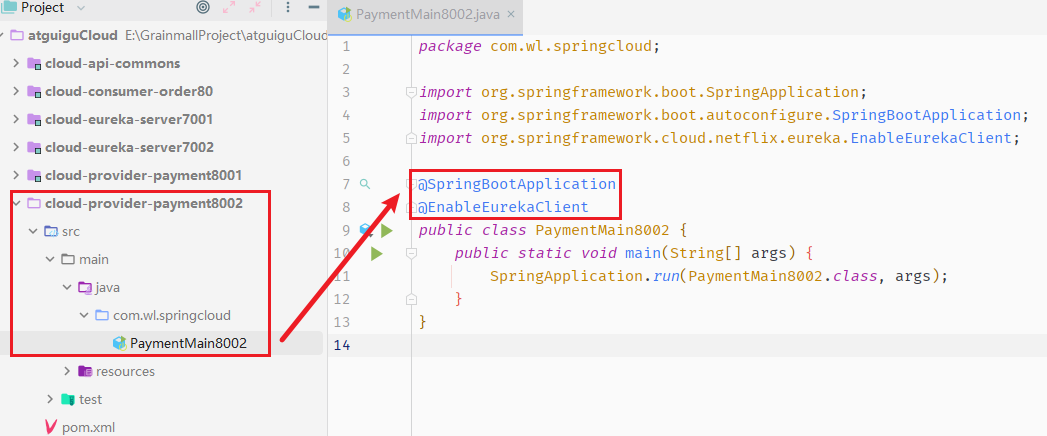 Project
atguiguCloud E:\GrainmallProject\atguiguCloud
cloud-api-commons
cloud-consumer-order80
cloud-eureka-server7001
cloud-eureka-server7002
cloud-provider-payment8001
cloud-provider-payment8002
src
main
java
com.wl.springcloud
PaymentMain8002
resources
test
pom.xml
PaymentMain8002.java
1 package com.wl.springcloud;
2
3 import org.springframework.boot.SpringApplication;
4 import org.springframework.boot.autoconfigure.SpringBootApplication;
5 import org.springframework.cloud.netflix.eureka.EnableEurekaClient;
6
7 @SpringBootApplication
8 @EnableEurekaClient
9 public class PaymentMain8002 {
10 public static void main(String[] args) {
11 SpringApplication.run(PaymentMain8002.class, args);
12 }
13 }
14